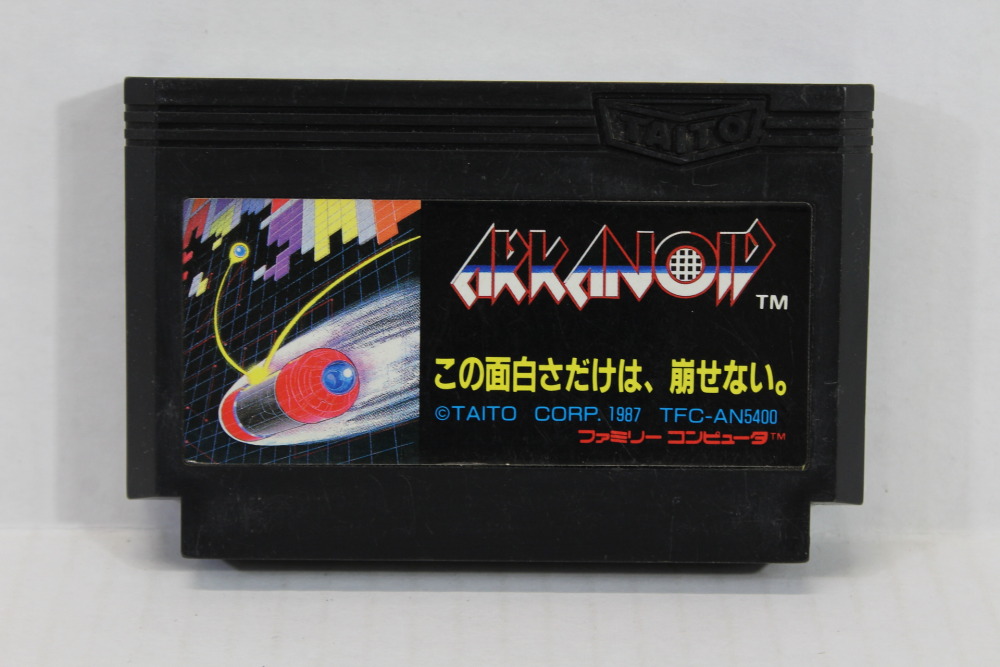 TAITO
ARKANOID
TM
この面白さだけは、崩せない。
©TAITO CORP. 1987 TFC-AN5400
ファミリー コンピュータ™